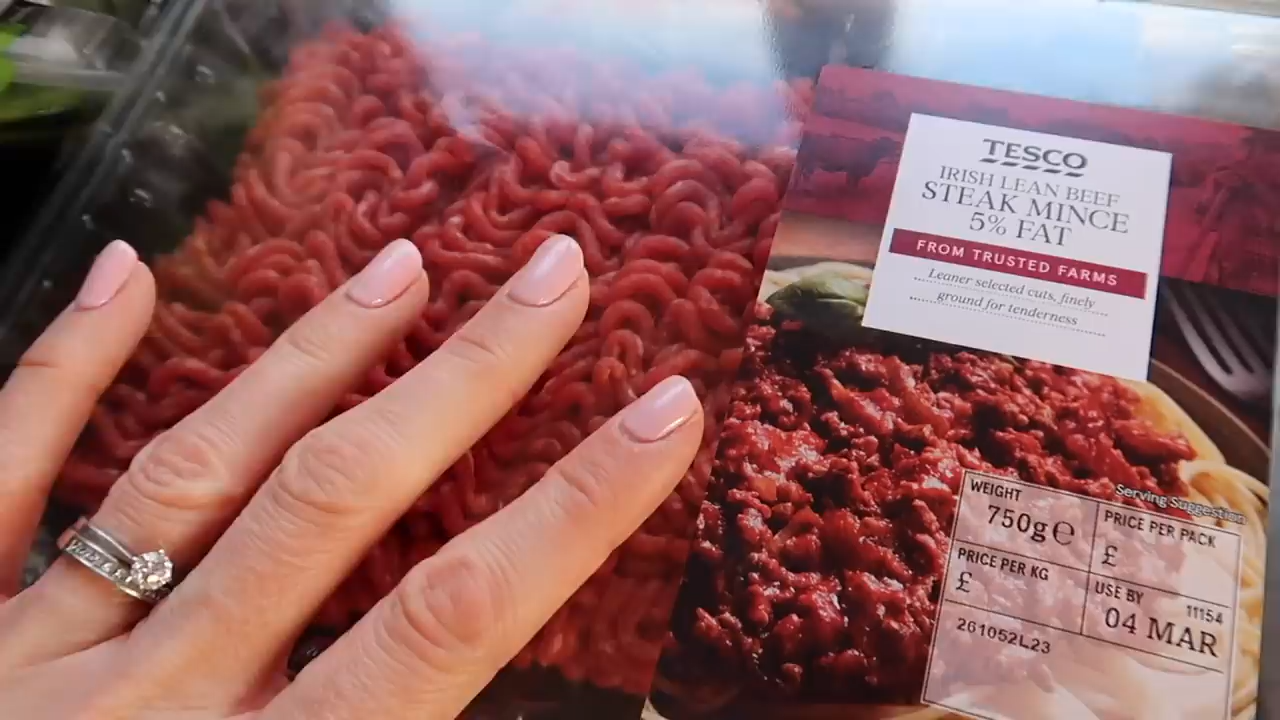 TESCO
IRISH LEAN BEEF
STEAK MINCE
5% FAT
FROM TRUSTED FARMS
Leaner selected cuts, finely
ground for tenderness
Serving Suggestion
WEIGHT
750g℮
PRICE PER PACK
£
PRICE PER KG
£
USE BY 11154
04 MAR
261052L23